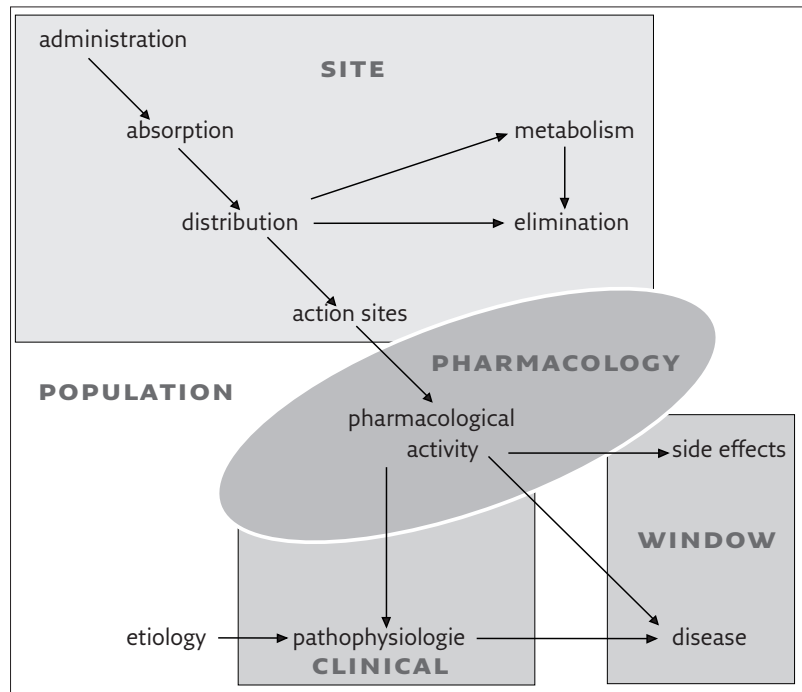 administration
SITE
absorption
metabolism
distribution
elimination
action sites
PHARMACOLOGY
POPULATION
pharmacological
activity
side effects
WINDOW
etiology
pathophysiologie
disease
CLINICAL